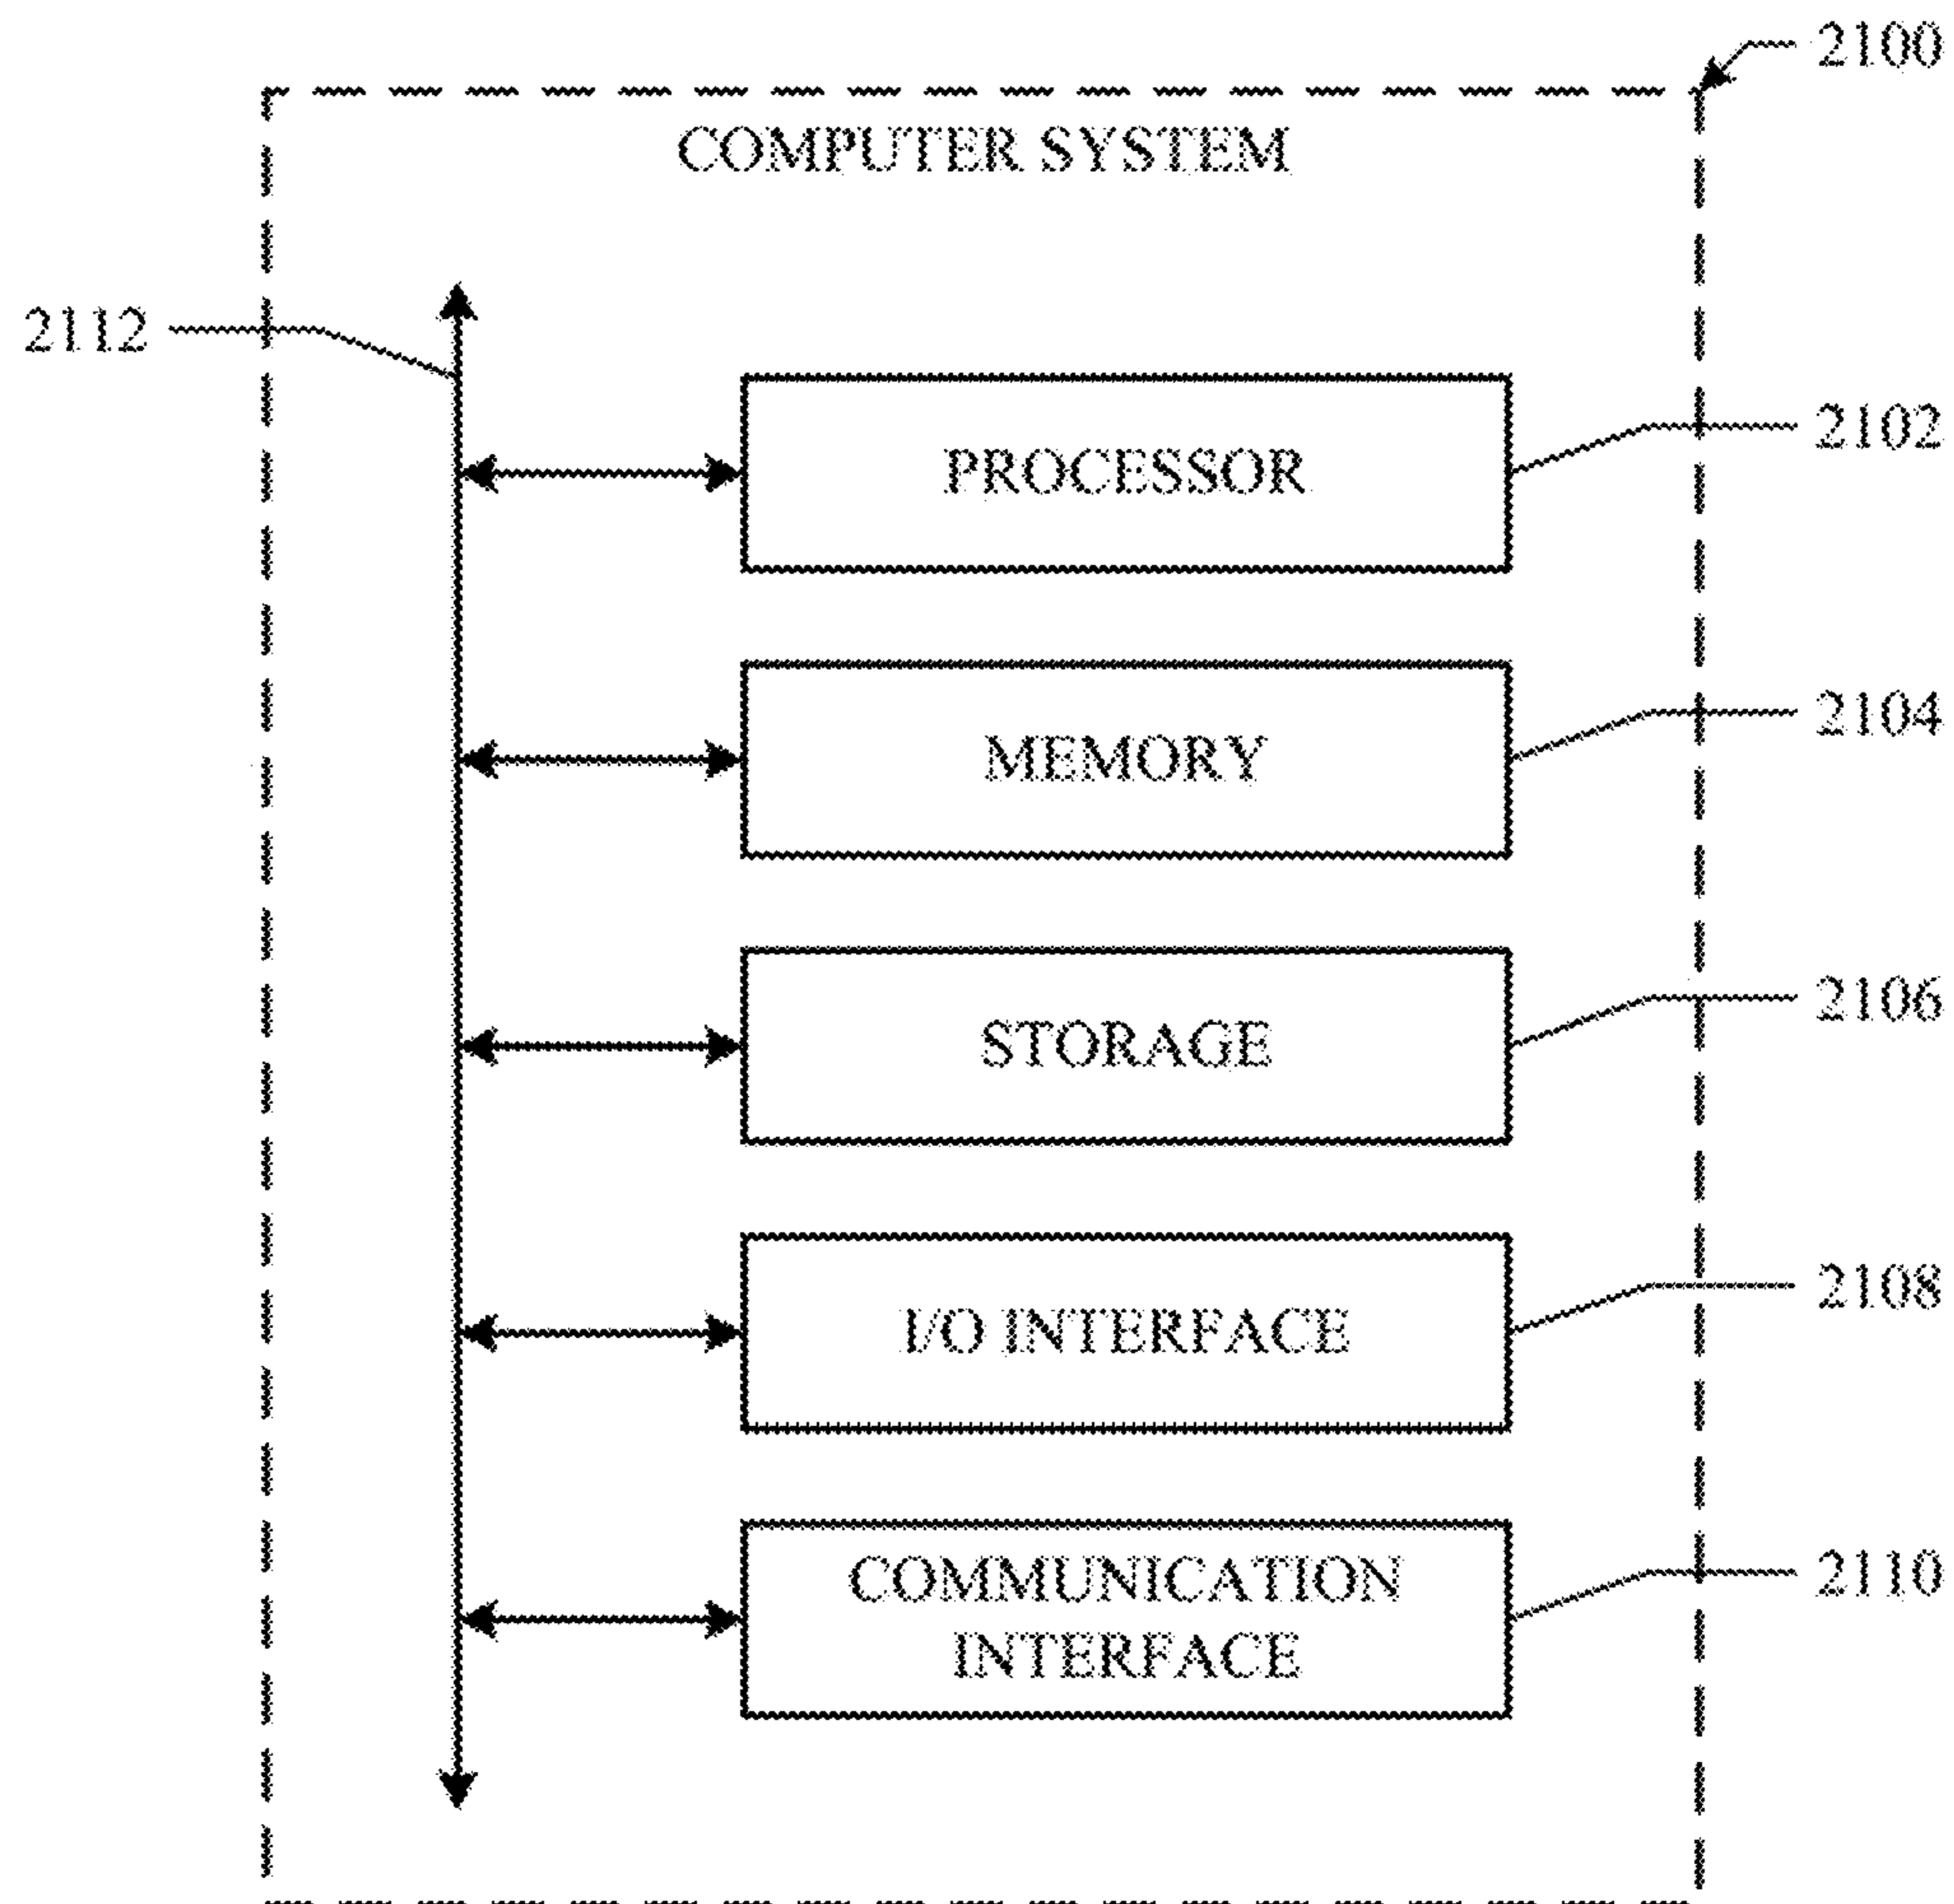 2100
COMPUTER SYSTEM
2112
PROCESSOR
2102
MEMORY
2104
STORAGE
2106
I/O INTERFACE
2108
COMMUNICATION
INTERFACE
2110